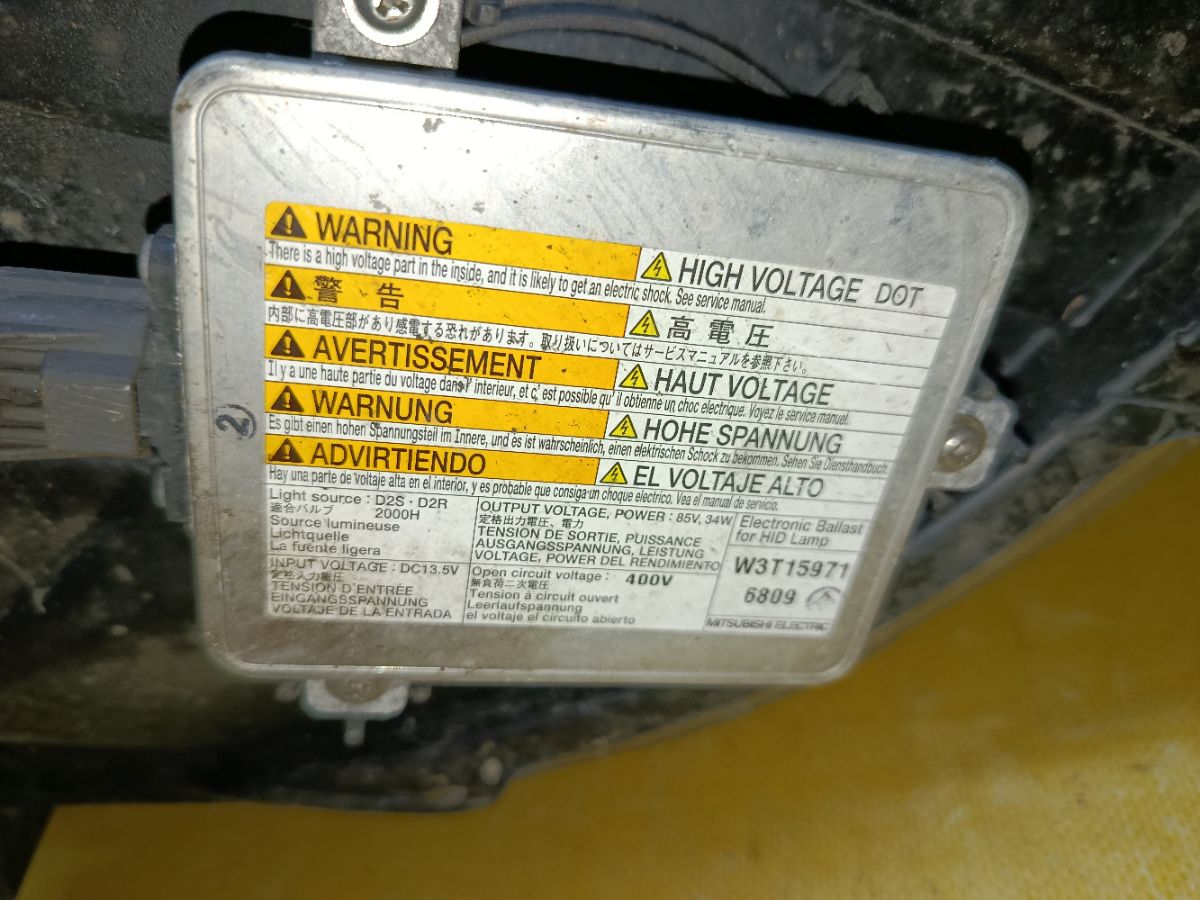 WARNING
There is a high voltage part in the inside, and it is likely to get an electric shock. See service manual.
HIGH VOLTAGE DOT
警告
内部に高電圧部があり感電する恐れがあります。取り扱いについてはサービスマニュアルを参照下さい。
高電圧
AVERTISSEMENT
Il y a une haute partie du voltage dans l' interieur, et c' est possible qu' il obtienne un choc electrique. Voyez le service manuel.
HAUT VOLTAGE
WARNUNG
Es gibt einen hohen Spannungsteil im Innere, und es ist wahrscheinlich, einen elektrischen Schock zu bekommen. Sehen Sie Diensthandbuch
HOHE SPANNUNG
ADVIRTIENDO
Hay una parte de voltaje alta en el interior, y es probable que consiga un choque electrico. Vea el manual de servicio.
EL VOLTAJE ALTO
2
Light source : D2S・D2R
適合バルブ 2000H
Source lumineuse
Lichtquelle
La fuente ligera
INPUT VOLTAGE : DC13.5V
定格入力電圧
TENSION D'ENTRÉE
EINGANGSSPANNUNG
VOLTAJE DE LA ENTRADA
OUTPUT VOLTAGE, POWER : 85V, 34W
定格出力電圧、電力
TENSION DE SORTIE, PUISSANCE
AUSGANGSSPANNUNG, LEISTUNG
VOLTAGE, POWER DEL RENDIMIENTO
Open circuit voltage : 400V
無負荷二次電圧
Tension à circuit ouvert
Leerlaufspannung
el voltaje el circuito abierto
Electronic Ballast
for HID Lamp
W3T15971
6809
MITSUBISHI ELECTRIC